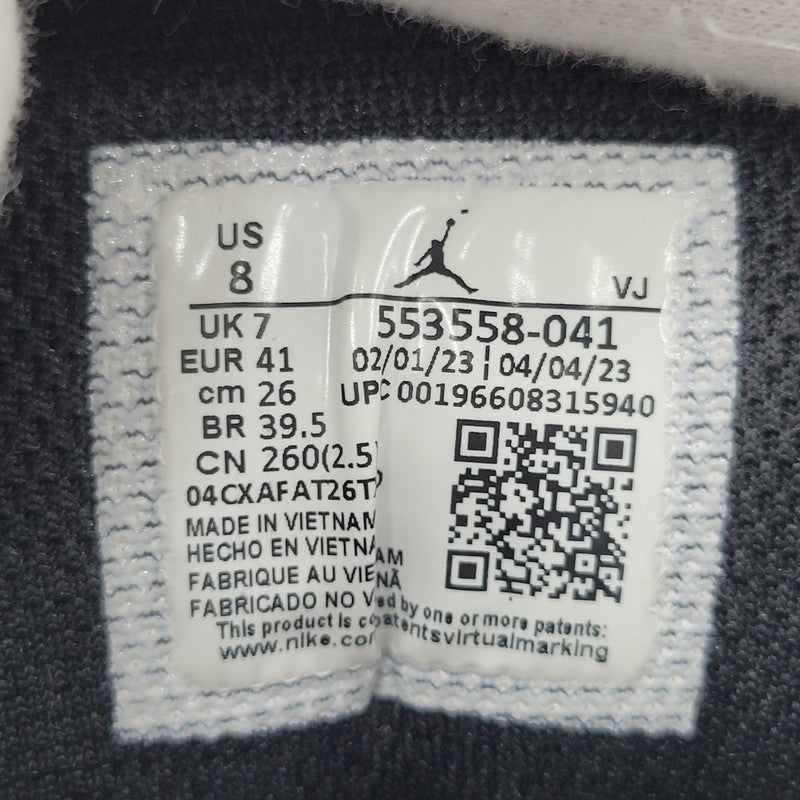 US
8
VJ
UK 7
EUR 41
cm 26
BR 39.5
CN 260(2.5)
04CXAFAT26T
553558-041
02/01/23 | 04/04/23
UPC 00196608315940
MADE IN VIETNAM
HECHO EN VIETNAM
FABRIQUE AU VIE
FABRICADO NO V
This product is c
ed by one or more patents:
www.nike.co
atentsvirtualmarking